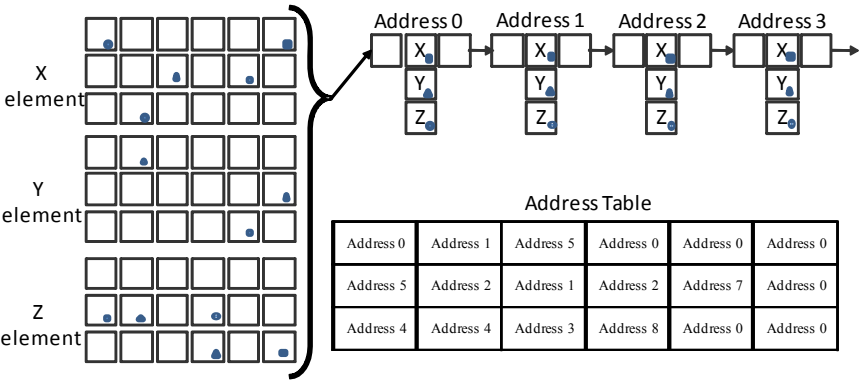 Address 0 Address 1 Address 2 Address 3
X
element
X X X X
Y Y Y Y
Z Z Z Z
Y
element
Address Table
Address 0 Address 1 Address 5 Address 0 Address 0 Address 0
Address 5 Address 2 Address 1 Address 2 Address 7 Address 0
Address 4 Address 4 Address 3 Address 8 Address 0 Address 0
Z
element